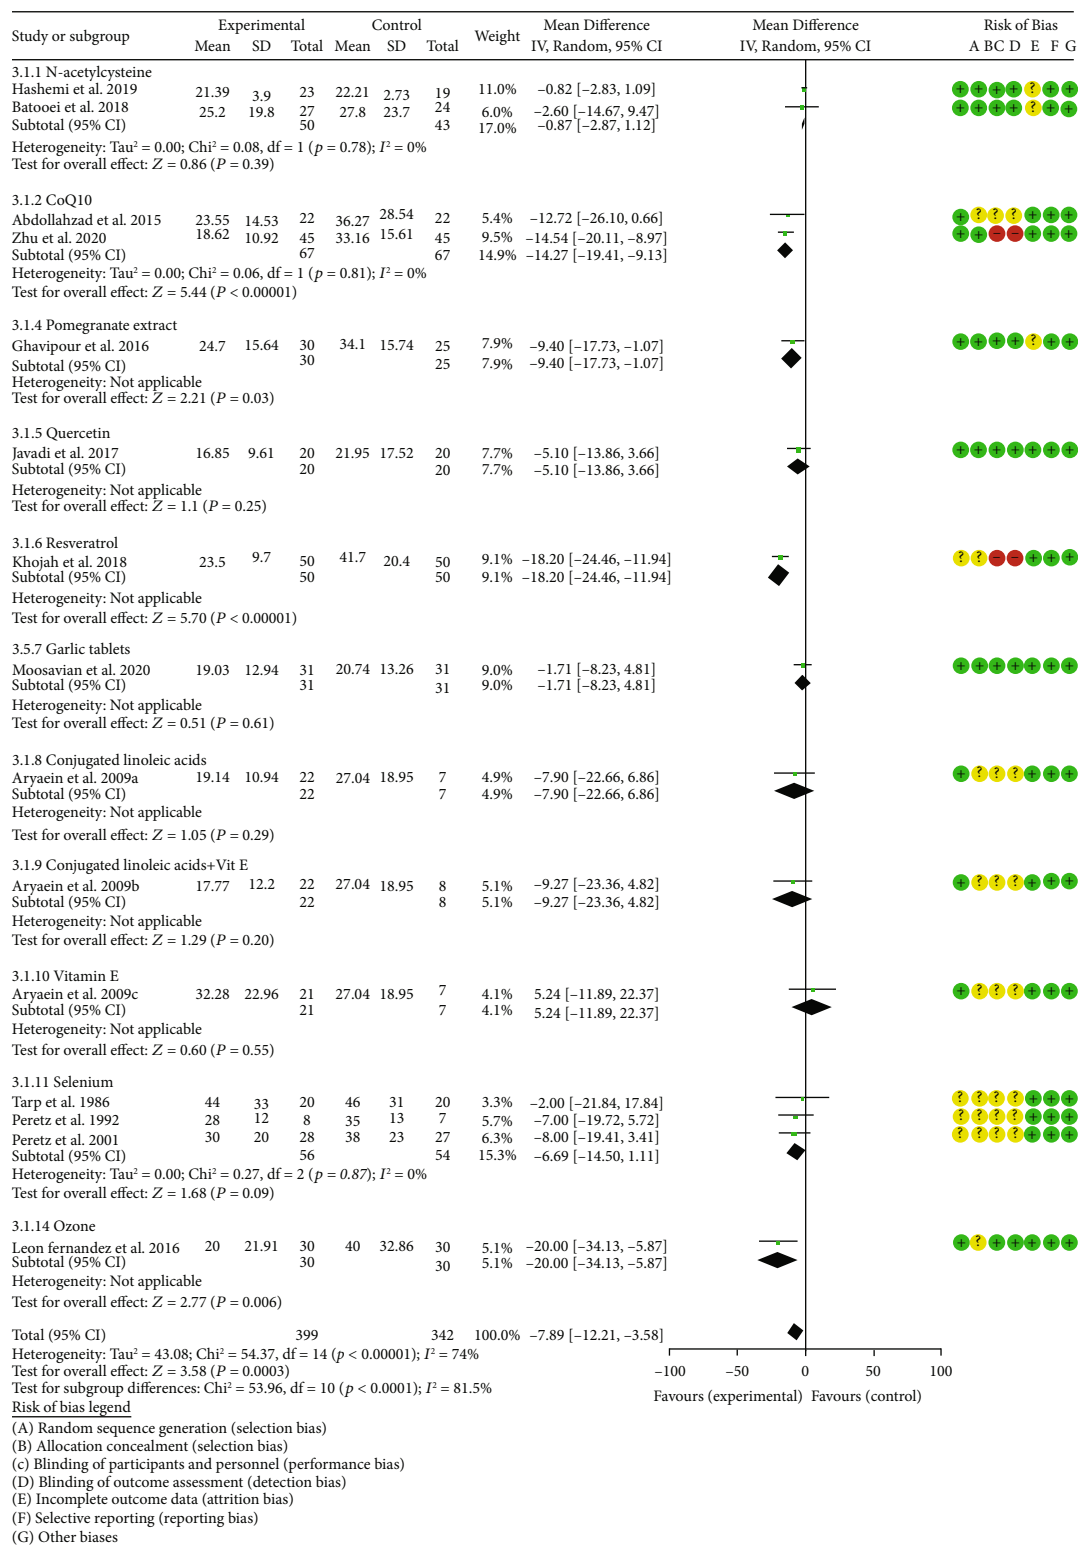 Study or subgroup Experimental Control Weight Mean Difference Mean Difference Risk of Bias
Mean SD Total Mean SD Total IV, Random, 95% CI IV, Random, 95% CI A B C D E F G
3.1.1 N-acetylcysteine
Hashemi et al. 2019 21.39 3.9 23 22.21 2.73 19 11.0% −0.82 [−2.83, 1.09] + + + + ? + +
Batooei et al. 2018 25.2 19.8 27 27.8 23.7 24 6.0% −2.60 [−14.67, 9.47] + + + + ? + +
Subtotal (95% CI) 50 43 17.0% −0.87 [−2.87, 1.12]
Heterogeneity: Tau² = 0.00; Chi² = 0.08, df = 1 (p = 0.78); I² = 0%
Test for overall effect: Z = 0.86 (P = 0.39)
3.1.2 CoQ10
Abdollahzad et al. 2015 23.55 14.53 22 36.27 28.54 22 5.4% −12.72 [−26.10, 0.66] + ? ? ? + + +
Zhu et al. 2020 18.62 10.92 45 33.16 15.61 45 9.5% −14.54 [−20.11, −8.97] + + − − + + +
Subtotal (95% CI) 67 67 14.9% −14.27 [−19.41, −9.13]
Heterogeneity: Tau² = 0.00; Chi² = 0.06, df = 1 (p = 0.81); I² = 0%
Test for overall effect: Z = 5.44 (P < 0.00001)
3.1.4 Pomegranate extract
Ghavipour et al. 2016 24.7 15.64 30 34.1 15.74 25 7.9% −9.40 [−17.73, −1.07] + + + + ? + +
Subtotal (95% CI) 30 25 7.9% −9.40 [−17.73, −1.07]
Heterogeneity: Not applicable
Test for overall effect: Z = 2.21 (P = 0.03)
3.1.5 Quercetin
Javadi et al. 2017 16.85 9.61 20 21.95 17.52 20 7.7% −5.10 [−13.86, 3.66] + + + + + + +
Subtotal (95% CI) 20 20 7.7% −5.10 [−13.86, 3.66]
Heterogeneity: Not applicable
Test for overall effect: Z = 1.1 (P = 0.25)
3.1.6 Resveratrol
Khojah et al. 2018 23.5 9.7 50 41.7 20.4 50 9.1% −18.20 [−24.46, −11.94] ? ? − − + + +
Subtotal (95% CI) 50 50 9.1% −18.20 [−24.46, −11.94]
Heterogeneity: Not applicable
Test for overall effect: Z = 5.70 (P < 0.00001)
3.5.7 Garlic tablets
Moosavian et al. 2020 19.03 12.94 31 20.74 13.26 31 9.0% −1.71 [−8.23, 4.81] + + + + + + +
Subtotal (95% CI) 31 31 9.0% −1.71 [−8.23, 4.81]
Heterogeneity: Not applicable
Test for overall effect: Z = 0.51 (P = 0.61)
3.1.8 Conjugated linoleic acids
Aryaein et al. 2009a 19.14 10.94 22 27.04 18.95 7 4.9% −7.90 [−22.66, 6.86] + ? ? ? + + +
Subtotal (95% CI) 22 7 4.9% −7.90 [−22.66, 6.86]
Heterogeneity: Not applicable
Test for overall effect: Z = 1.05 (P = 0.29)
3.1.9 Conjugated linoleic acids+Vit E
Aryaein et al. 2009b 17.77 12.2 22 27.04 18.95 8 5.1% −9.27 [−23.36, 4.82] + ? ? ? + + +
Subtotal (95% CI) 22 8 5.1% −9.27 [−23.36, 4.82]
Heterogeneity: Not applicable
Test for overall effect: Z = 1.29 (P = 0.20)
3.1.10 Vitamin E
Aryaein et al. 2009c 32.28 22.96 21 27.04 18.95 7 4.1% 5.24 [−11.89, 22.37] + ? ? ? + + +
Subtotal (95% CI) 21 7 4.1% 5.24 [−11.89, 22.37]
Heterogeneity: Not applicable
Test for overall effect: Z = 0.60 (P = 0.55)
3.1.11 Selenium
Tarp et al. 1986 44 33 20 46 31 20 3.3% −2.00 [−21.84, 17.84] ? ? ? ? + + +
Peretz et al. 1992 28 12 8 35 13 7 5.7% −7.00 [−19.72, 5.72] ? ? ? ? + + +
Peretz et al. 2001 30 20 28 38 23 27 6.3% −8.00 [−19.41, 3.41] ? ? ? ? + + +
Subtotal (95% CI) 56 54 15.3% −6.69 [−14.50, 1.11]
Heterogeneity: Tau² = 0.00; Chi² = 0.27, df = 2 (p = 0.87); I² = 0%
Test for overall effect: Z = 1.68 (P = 0.09)
3.1.14 Ozone
Leon fernandez et al. 2016 20 21.91 30 40 32.86 30 5.1% −20.00 [−34.13, −5.87] + ? + + + + +
Subtotal (95% CI) 30 30 5.1% −20.00 [−34.13, −5.87]
Heterogeneity: Not applicable
Test for overall effect: Z = 2.77 (P = 0.006)
Total (95% CI) 399 342 100.0% −7.89 [−12.21, −3.58]
Heterogeneity: Tau² = 43.08; Chi² = 54.37, df = 14 (p < 0.00001); I² = 74%
Test for overall effect: Z = 3.58 (P = 0.0003)
Test for subgroup differences: Chi² = 53.96, df = 10 (p < 0.0001); I² = 81.5%
−100 −50 0 50 100
Favours (experimental) Favours (control)
Risk of bias legend
(A) Random sequence generation (selection bias)
(B) Allocation concealment (selection bias)
(c) Blinding of participants and personnel (performance bias)
(D) Blinding of outcome assessment (detection bias)
(E) Incomplete outcome data (attrition bias)
(F) Selective reporting (reporting bias)
(G) Other biases